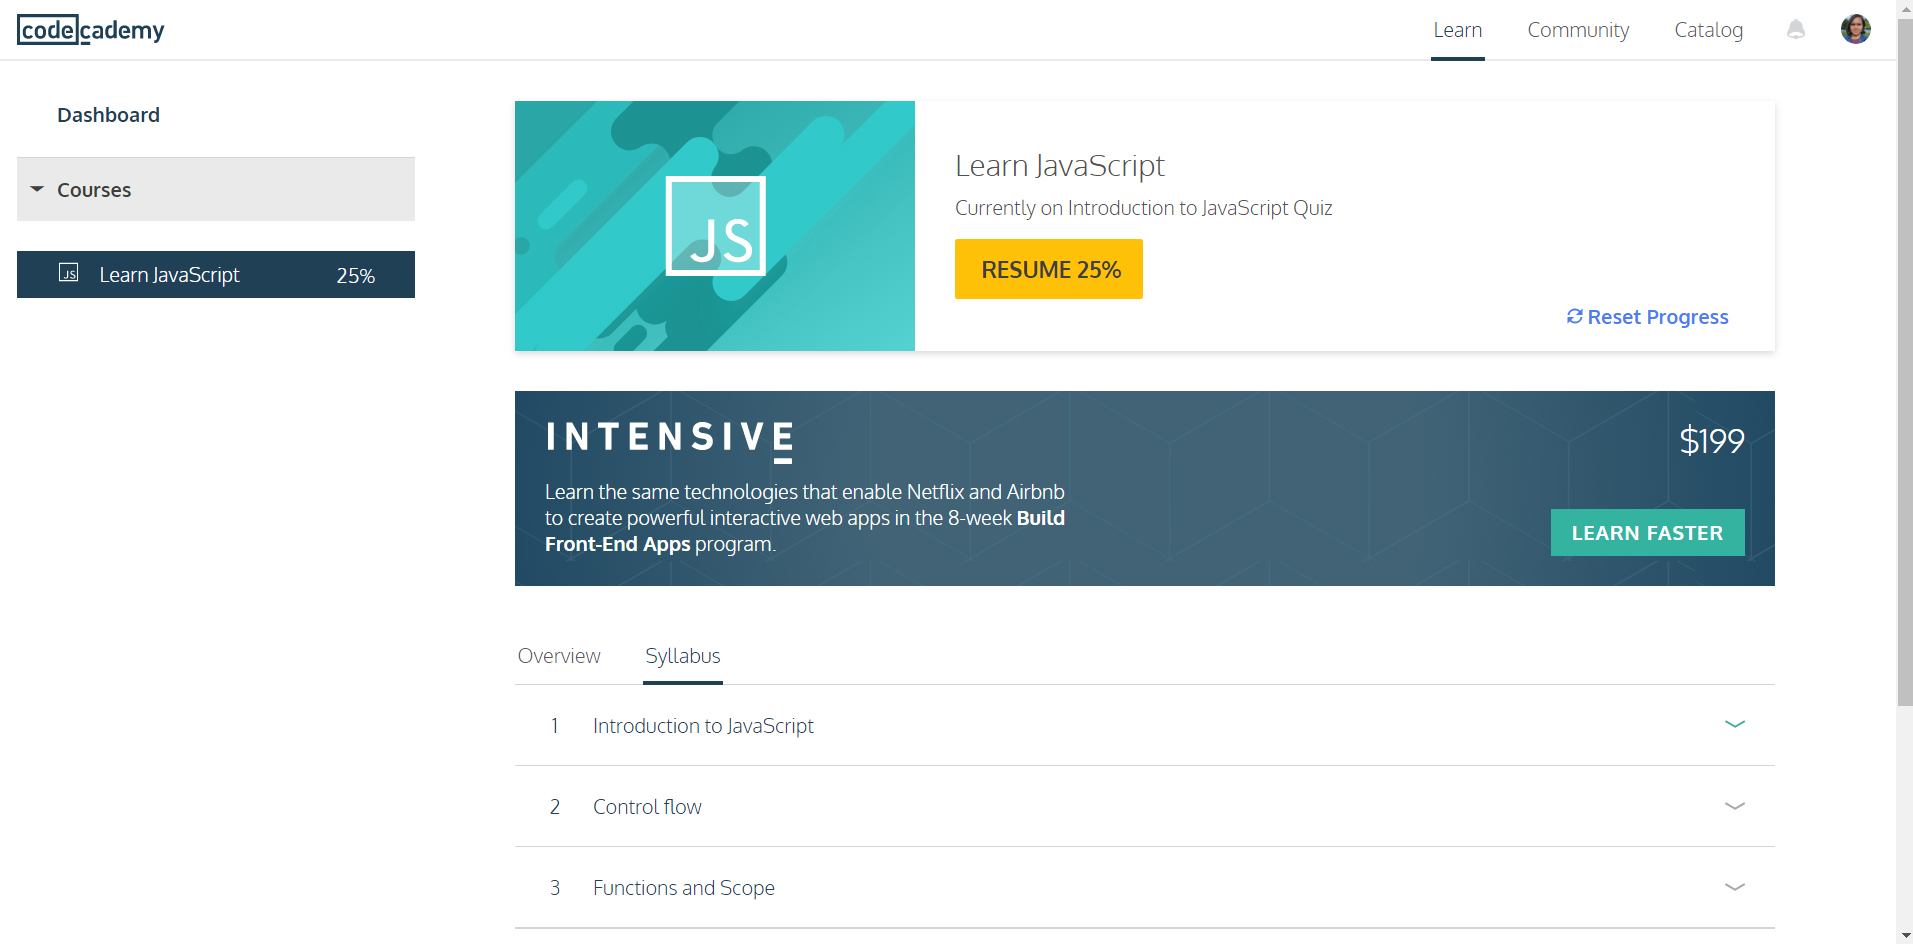 codecademy
Learn
Community
Catalog
Dashboard
Courses
JS
Learn JavaScript
25%
JS
Learn JavaScript
Currently on Introduction to JavaScript Quiz
RESUME 25%
Reset Progress
INTENSIVE
$199
Learn the same technologies that enable Netflix and Airbnb
to create powerful interactive web apps in the 8-week Build
Front-End Apps program.
LEARN FASTER
Overview
Syllabus
1 Introduction to JavaScript
2 Control flow
3 Functions and Scope